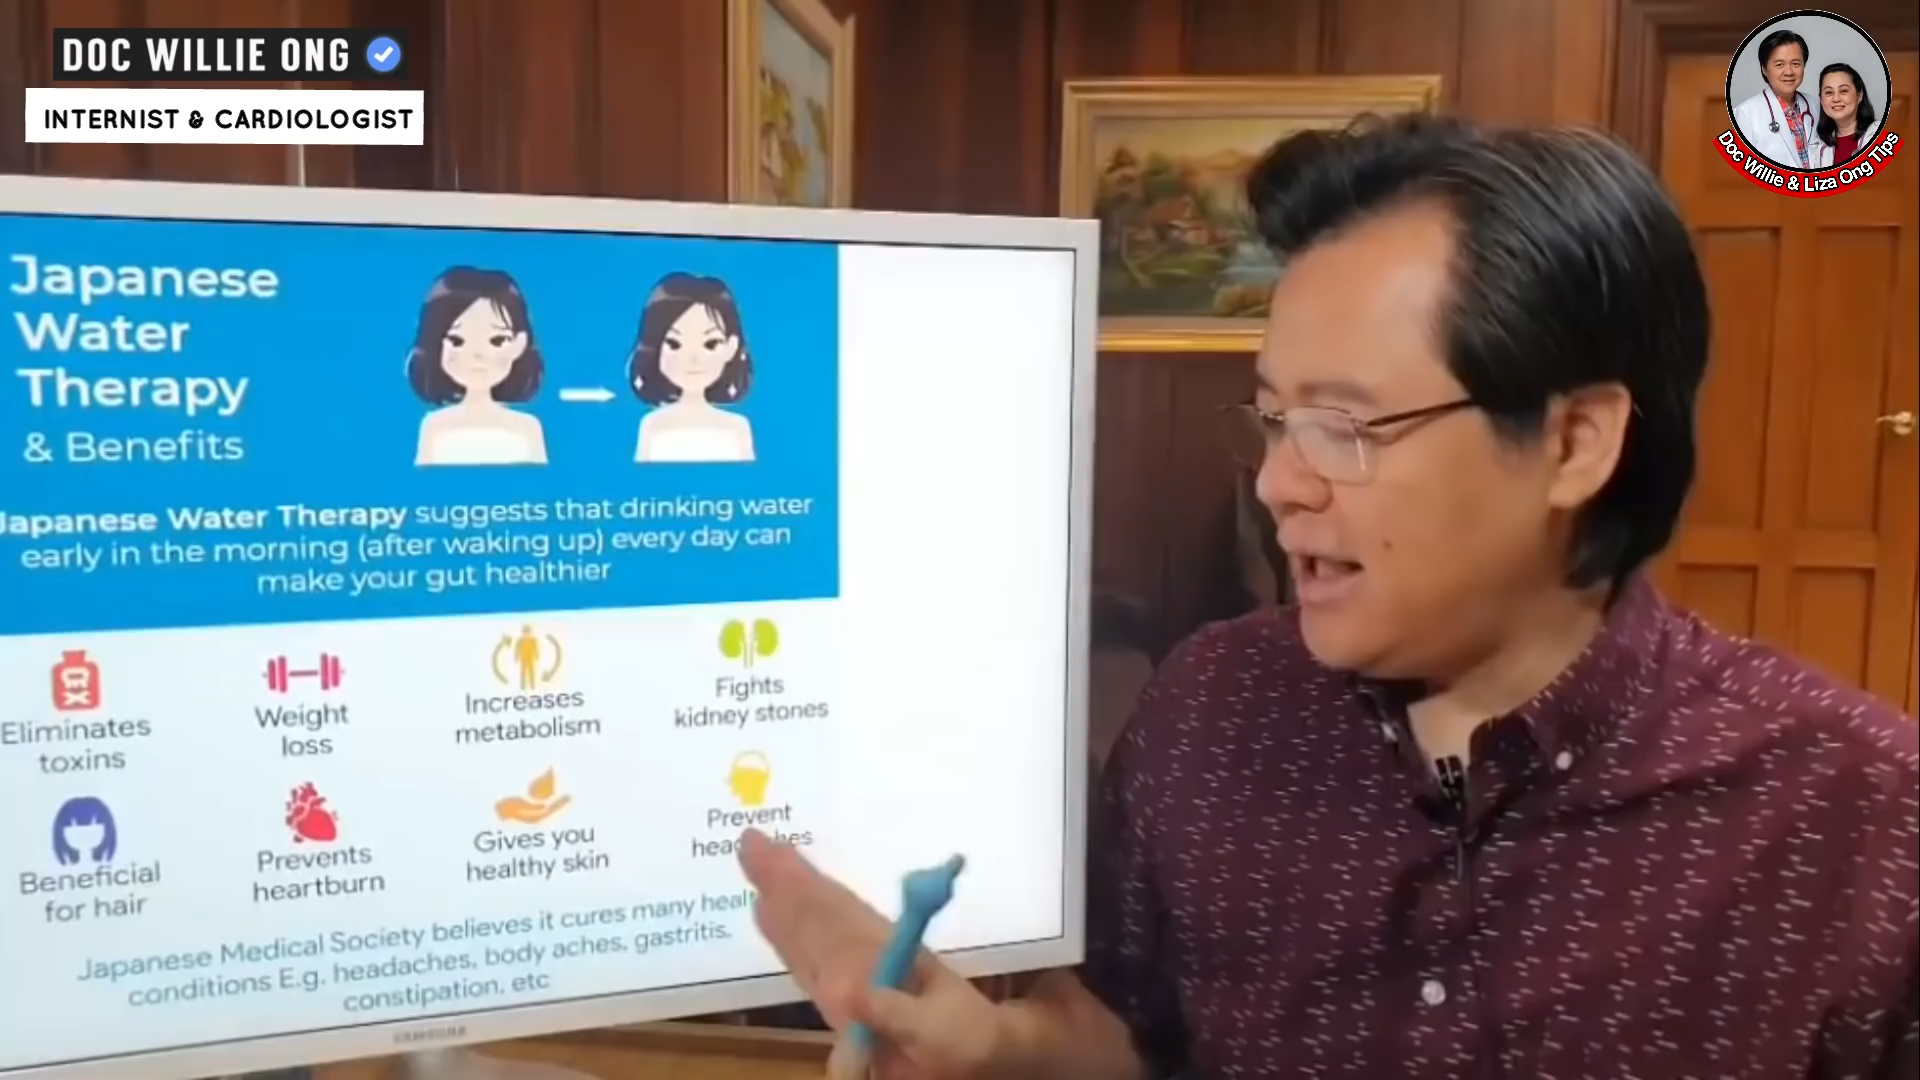 DOC WILLIE ONG
INTERNIST & CARDIOLOGIST
Doc Willie & Liza Ong Tips
Japanese
Water
Therapy
& Benefits
Japanese Water Therapy suggests that drinking water
early in the morning (after waking up) every day can
make your gut healthier
Eliminates
toxins
Weight
loss
Increases
metabolism
Fights
kidney stones
Beneficial
for hair
Prevents
heartburn
Gives you
healthy skin
Prevent
Japanese Medical Society believes it cures many
conditions E.g. headaches, body aches, gastritis,
constipation, etc
SAMSUNG